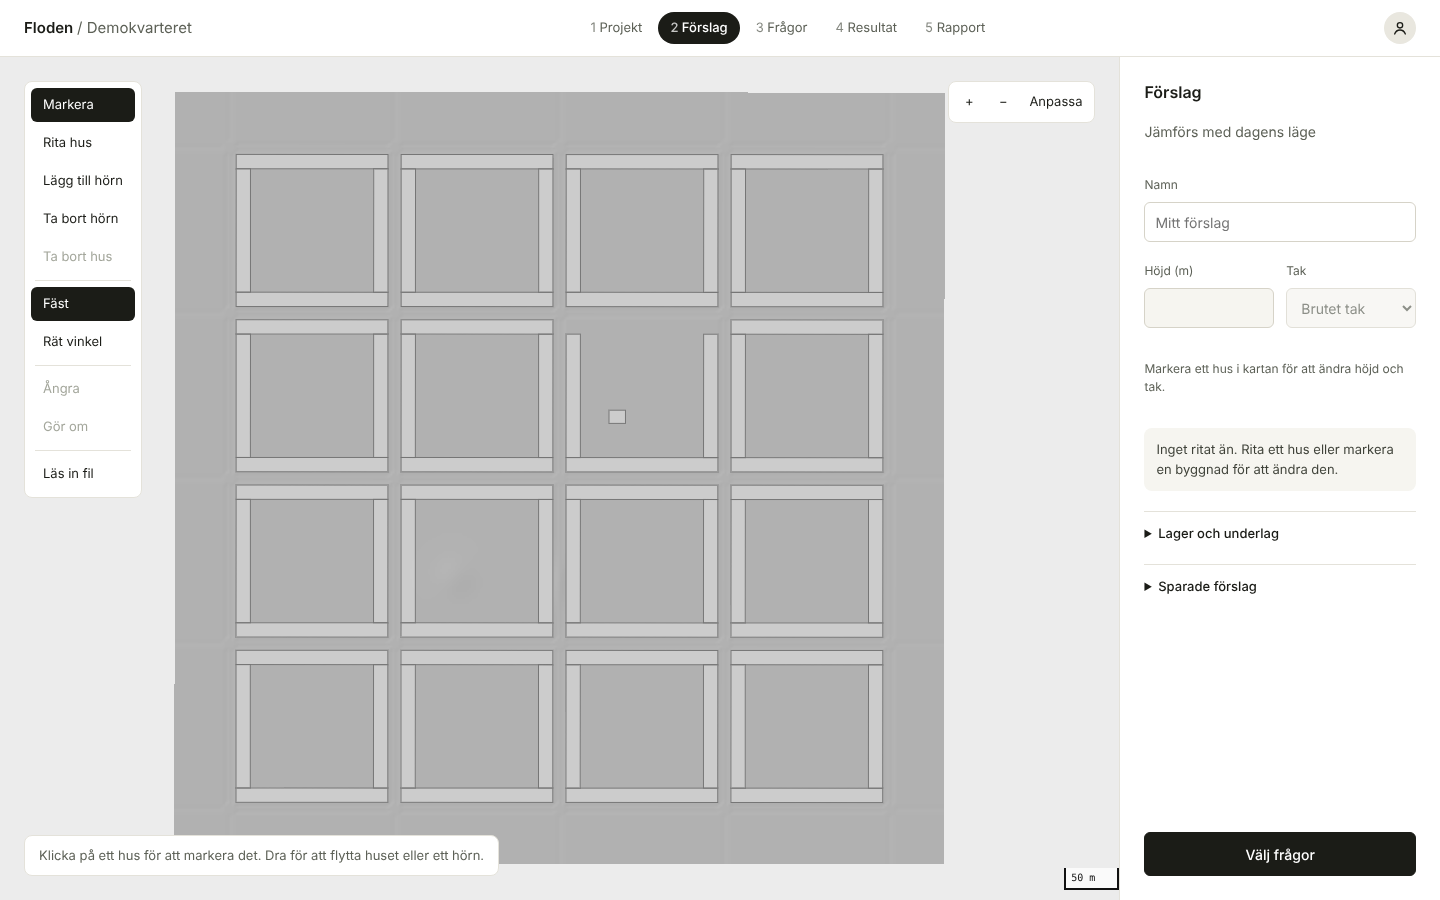 Floden / Demokvarteret
1 Projekt
2 Förslag
3 Frågor
4 Resultat
5 Rapport
Markera
Rita hus
Lägg till hörn
Ta bort hörn
Ta bort hus
Fäst
Rät vinkel
Ångra
Gör om
Läs in fil
+
−
Anpassa
Klicka på ett hus för att markera det. Dra för att flytta huset eller ett hörn.
50 m
Förslag
Jämförs med dagens läge
Namn
Mitt förslag
Höjd (m)
Tak
Brutet tak
Markera ett hus i kartan för att ändra höjd och
tak.
Inget ritat än. Rita ett hus eller markera
en byggnad för att ändra den.
Lager och underlag
Sparade förslag
Välj frågor